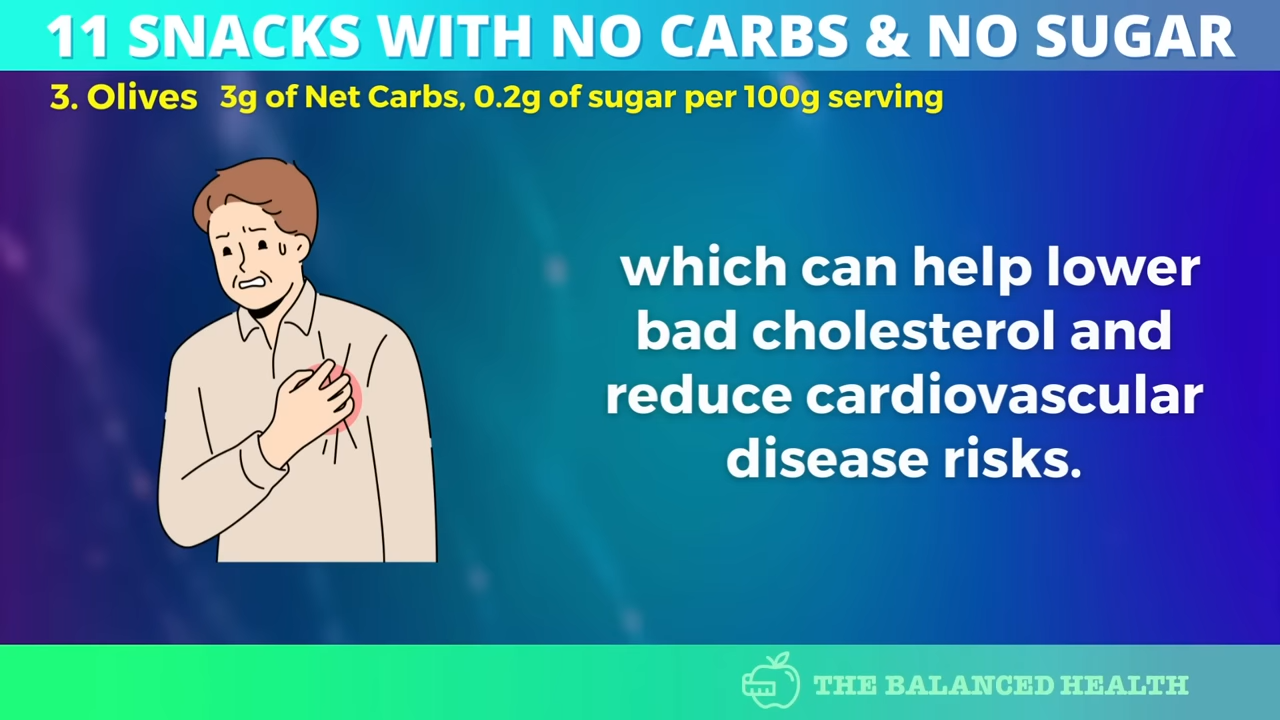 11 SNACKS WITH NO CARBS & NO SUGAR
3. Olives 3g of Net Carbs, 0.2g of sugar per 100g serving
which can help lower
bad cholesterol and
reduce cardiovascular
disease risks.
THE BALANCED HEALTH